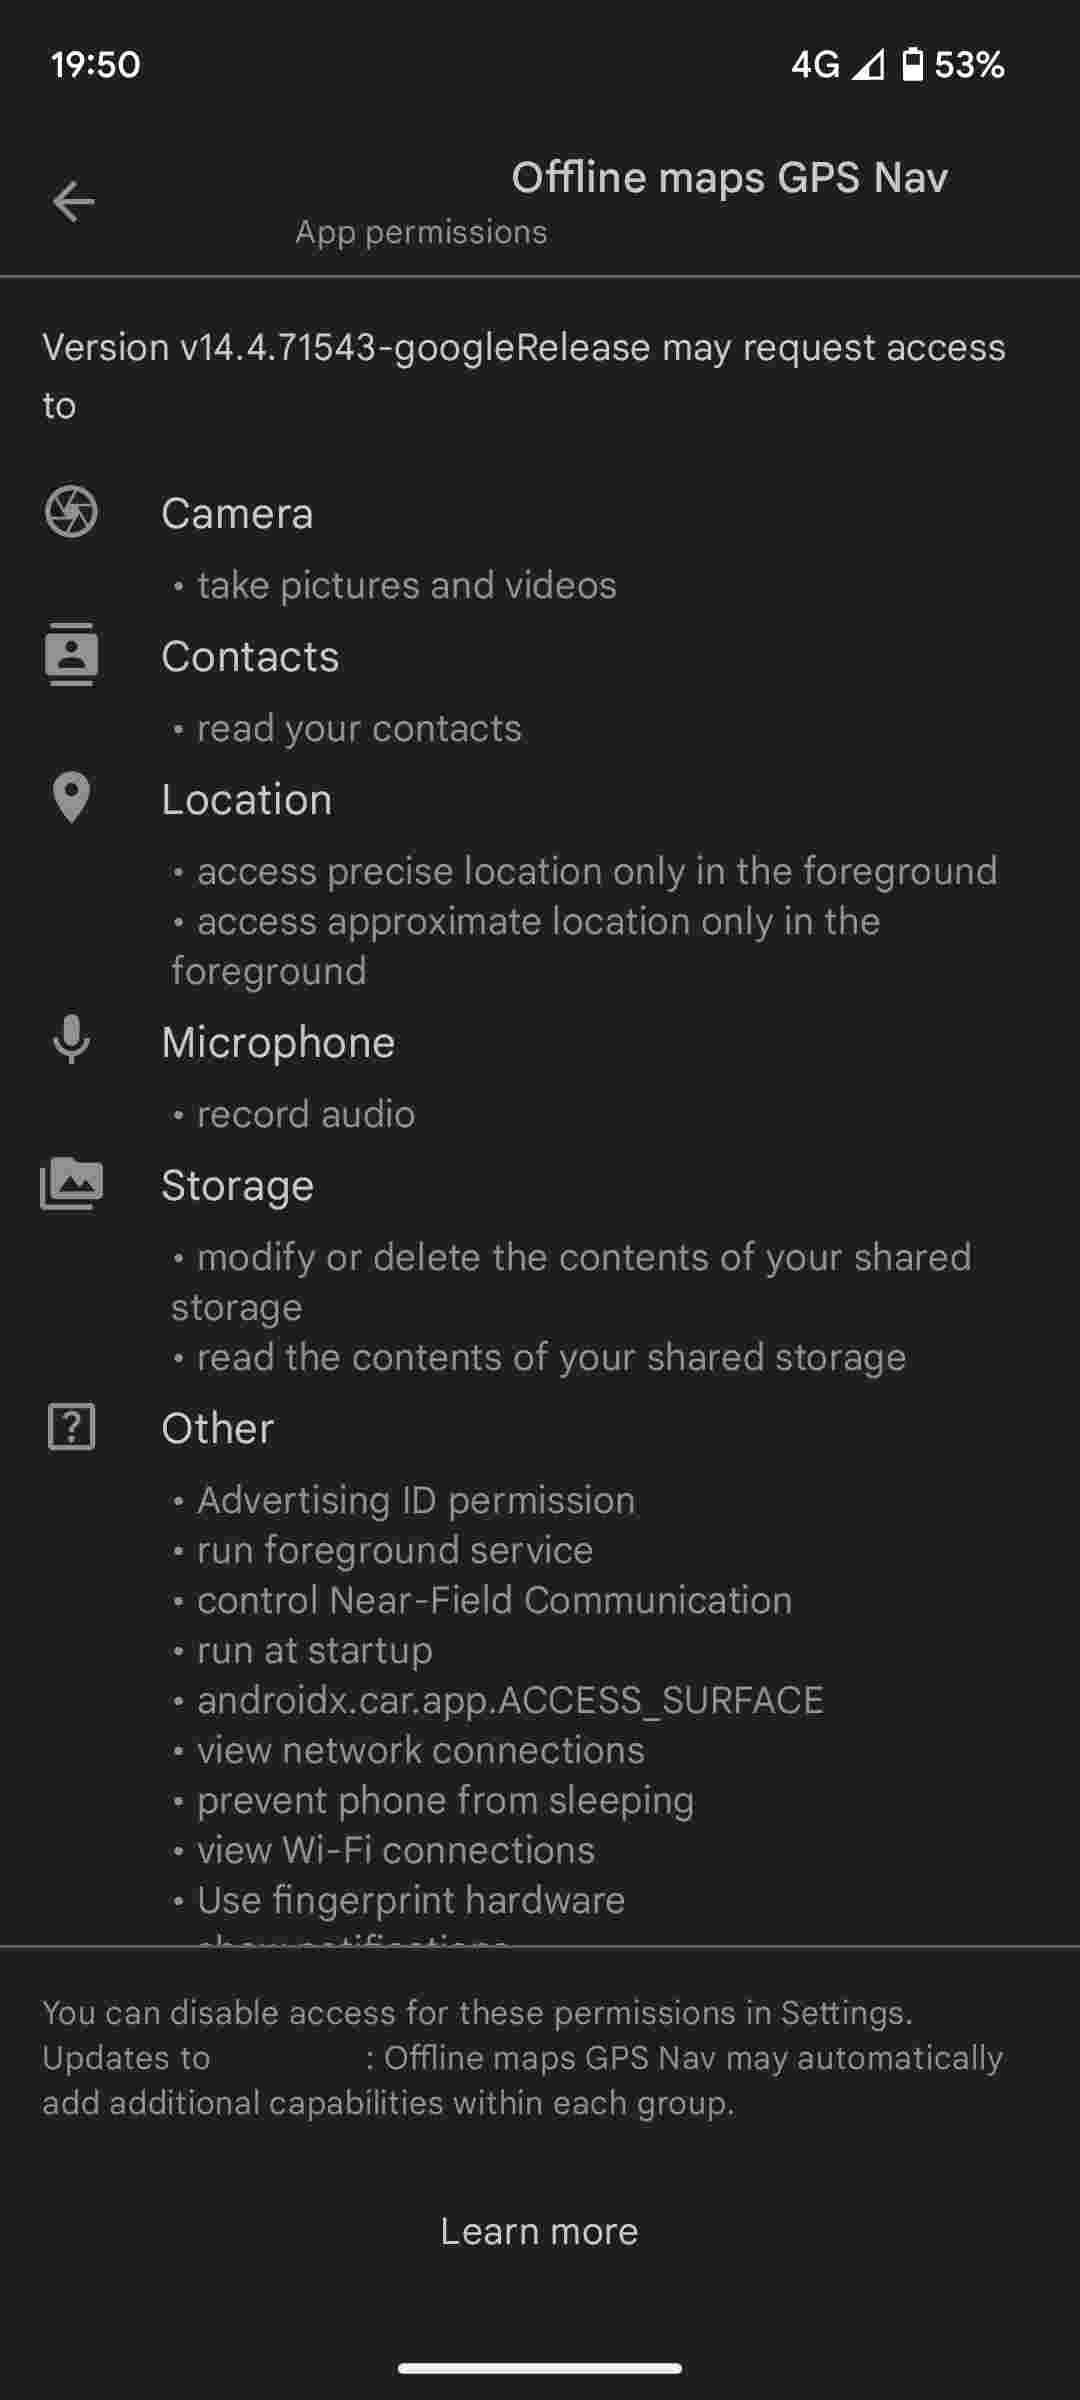 19:50
4G 53%
Offline maps GPS Nav
App permissions
Version v14.4.71543-googleRelease may request access
to
Camera
• take pictures and videos
Contacts
• read your contacts
Location
• access precise location only in the foreground
• access approximate location only in the
foreground
Microphone
• record audio
Storage
• modify or delete the contents of your shared
storage
• read the contents of your shared storage
Other
• Advertising ID permission
• run foreground service
• control Near-Field Communication
• run at startup
• androidx.car.app.ACCESS_SURFACE
• view network connections
• prevent phone from sleeping
• view Wi-Fi connections
• Use fingerprint hardware
show notifications
You can disable access for these permissions in Settings.
Updates to : Offline maps GPS Nav may automatically
add additional capabilities within each group.
Learn more